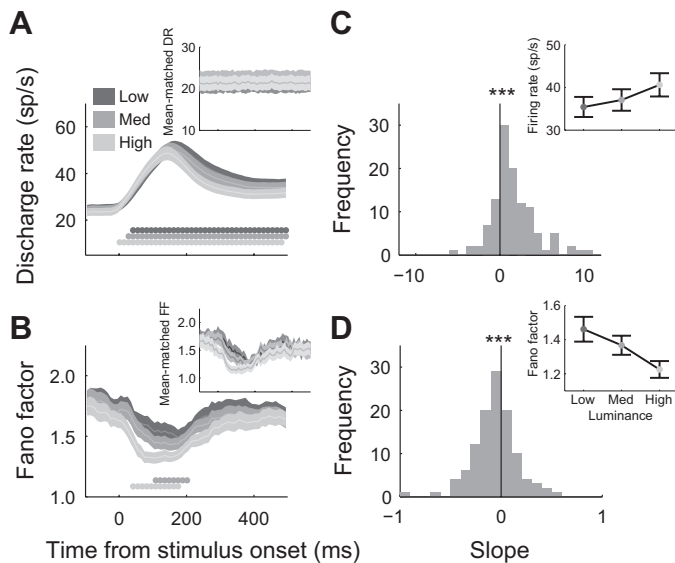 A
Discharge rate (sp/s)
60
40
20
Low
Med
High
Mean-matched DR
30
20
10
B
Fano factor
2.0
1.5
1.0
Mean-matched FF
2.0
1.5
1.0
0
200
400
Time from stimulus onset (ms)
C
Frequency
30
20
10
0
***
−10
0
10
Firing rate (sp/s)
50
40
30
D
Frequency
40
30
20
10
0
***
−1
0
1
Slope
Fano factor
1.6
1.4
1.2
Low
Med
High
Luminance